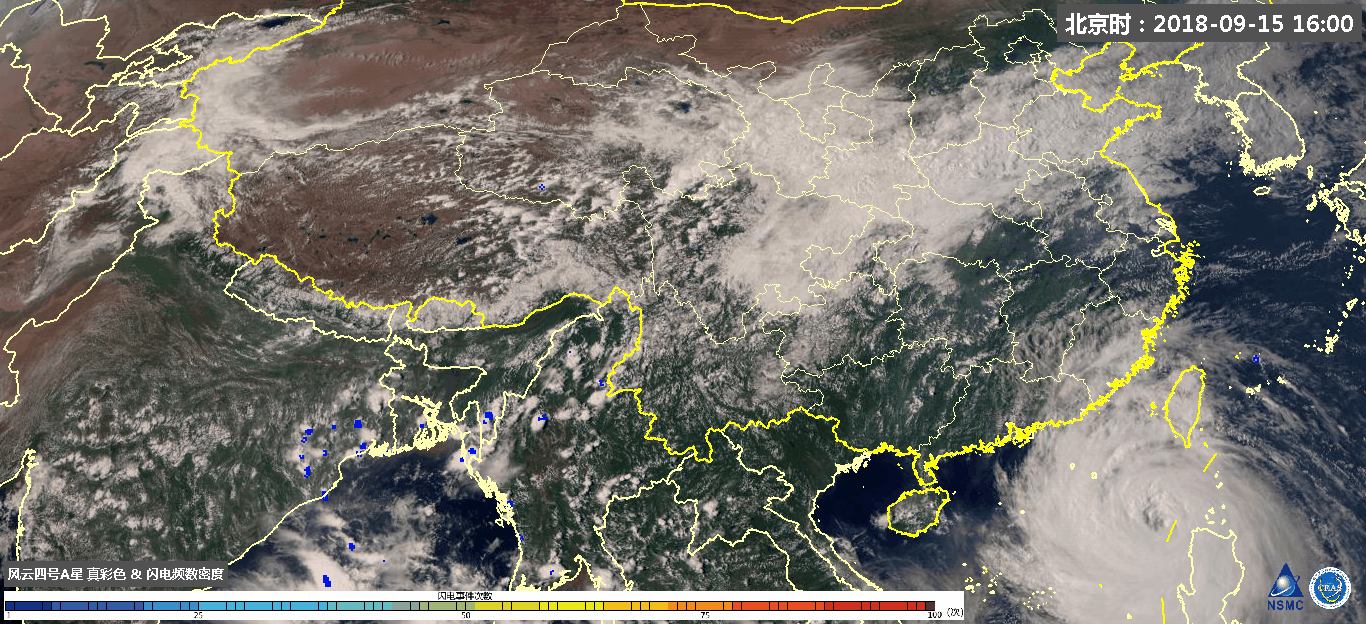 北京时：2018-09-15 16:00
风云四号A星 真彩色 & 闪电频数密度
闪电事件次数
1 25 50 75 100 (次)
NSMC